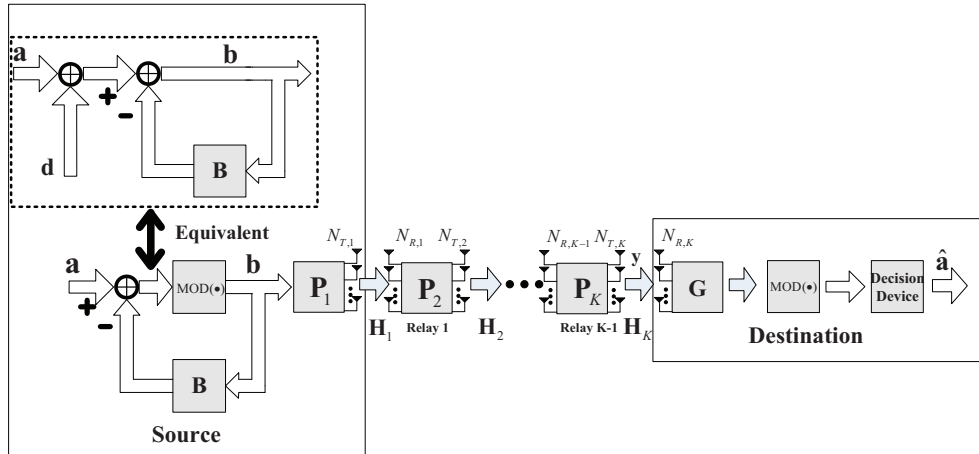 a
b
+
−
d
B
Equivalent
a
b
+
−
MOD(•)
B
Source
N_{T,1}
P_1
H_1
N_{R,1}
N_{T,2}
P_2
Relay 1
H_2
N_{R,K−1}
N_{T,K}
P_K
Relay K-1
y
H_K
N_{R,K}
G
MOD(•)
Decision
Device
â
Destination